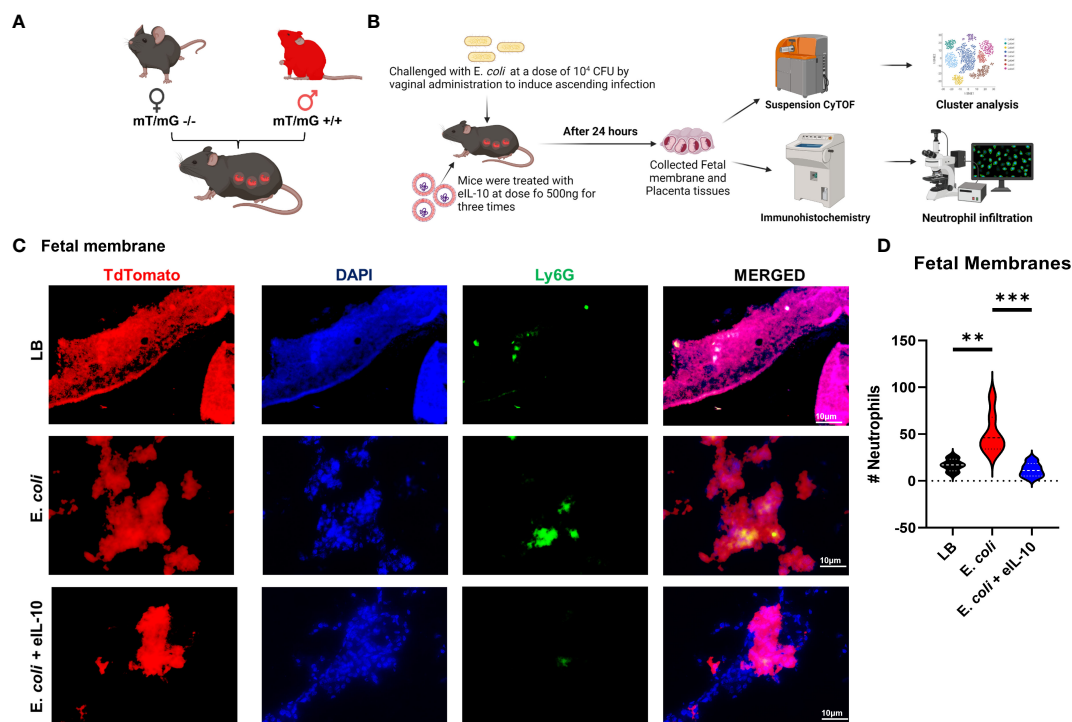 A
♀
mT/mG -/-
♂
mT/mG +/+
B
Challenged with E. coli at a dose of 10⁴ CFU by
vaginal administration to induce ascending infection
Mice were treated with
eIL-10 at dose fo 500ng for
three times
After 24 hours
Collected Fetal
membrane and
Placenta tissues
Suspension CyTOF
Cluster analysis
Immunohistochemistry
Neutrophil infiltration
C Fetal membrane
TdTomato DAPI Ly6G MERGED
LB
10μm
E. coli
10μm
E. coli + eIL-10
10μm
D
Fetal Membranes
***
**
# Neutrophils
150
100
50
0
-50
LB
E. coli
E. coli + eIL-10